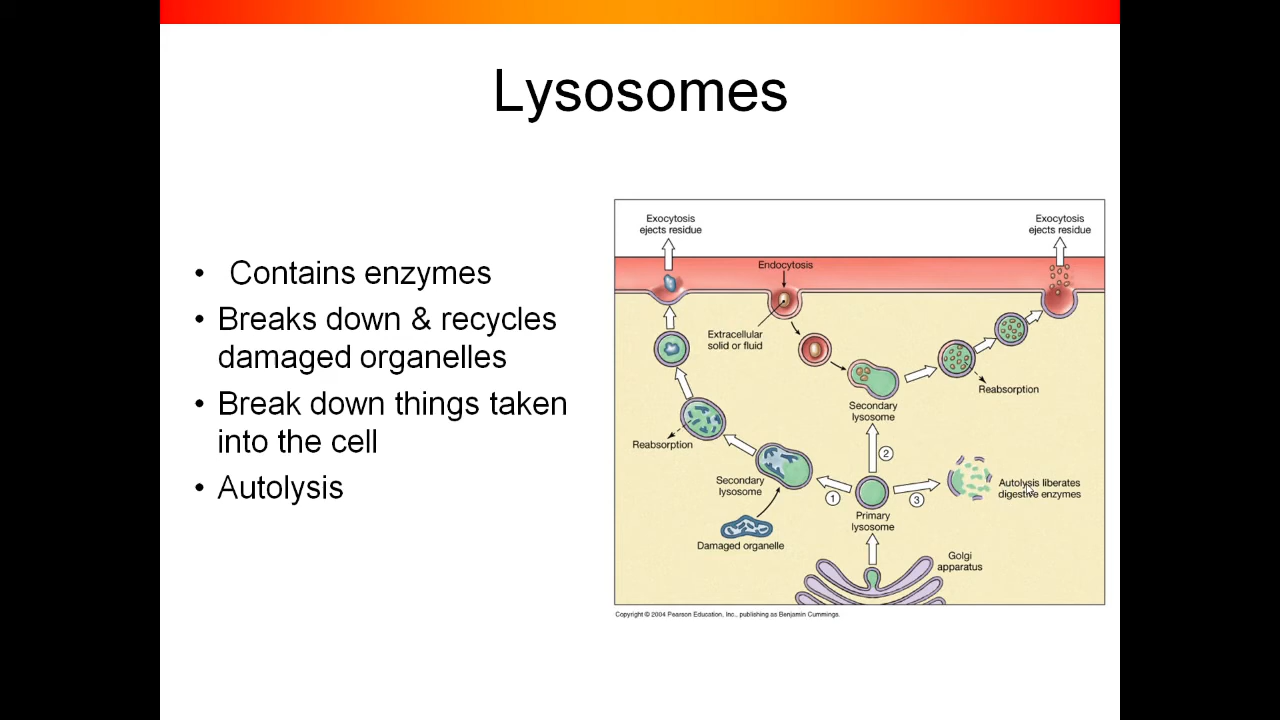 Lysosomes
• Contains enzymes
• Breaks down & recycles
damaged organelles
• Break down things taken
into the cell
• Autolysis
Exocytosis
ejects residue
Exocytosis
ejects residue
Endocytosis
Extracellular
solid or fluid
Reabsorption
Secondary
lysosome
Reabsorption
2
Secondary
lysosome
1
3
Autolysis liberates
digestive enzymes
Primary
lysosome
Damaged organelle
Golgi
apparatus
Copyright © 2004 Pearson Education, Inc., publishing as Benjamin Cummings.